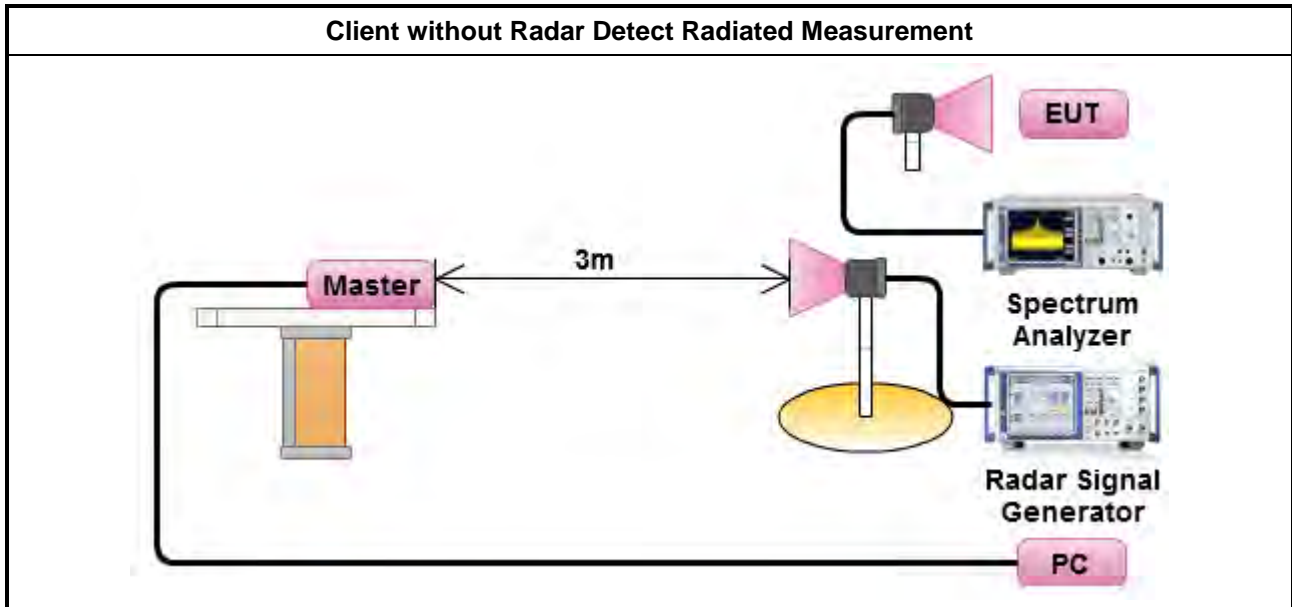 Client without Radar Detect Radiated Measurement
EUT
3m
Master
Spectrum
Analyzer
Radar Signal
Generator
PC